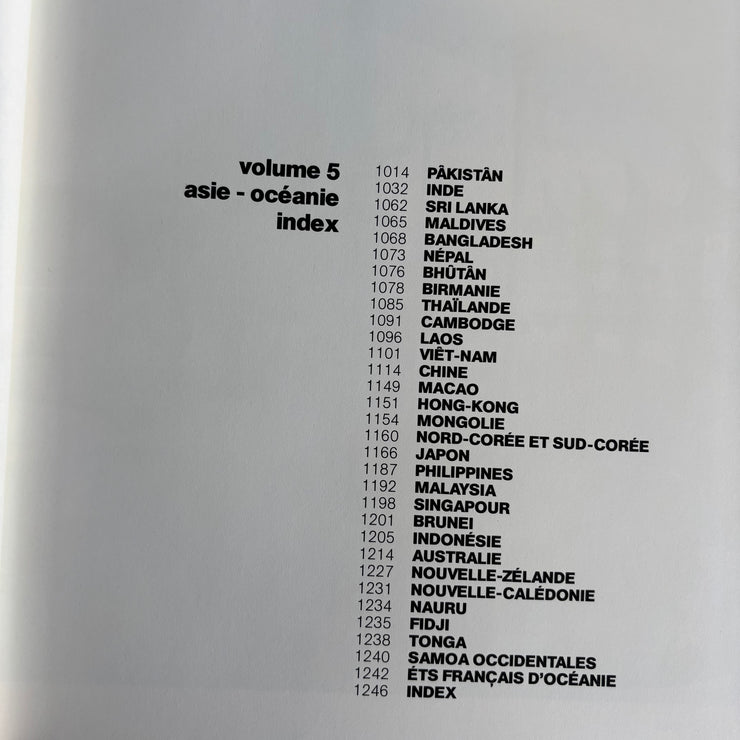 volume 5
asie - océanie
index
1014 PÂKISTÂN
1032 INDE
1062 SRI LANKA
1065 MALDIVES
1068 BANGLADESH
1073 NÉPAL
1076 BHÛTÂN
1078 BIRMANIE
1085 THAÏLANDE
1091 CAMBODGE
1096 LAOS
1101 VIÊT-NAM
1114 CHINE
1149 MACAO
1151 HONG-KONG
1154 MONGOLIE
1160 NORD-CORÉE ET SUD-CORÉE
1166 JAPON
1187 PHILIPPINES
1192 MALAYSIA
1198 SINGAPOUR
1201 BRUNEI
1205 INDONÉSIE
1214 AUSTRALIE
1227 NOUVELLE-ZÉLANDE
1231 NOUVELLE-CALÉDONIE
1234 NAURU
1235 FIDJI
1238 TONGA
1240 SAMOA OCCIDENTALES
1242 ÉTS FRANÇAIS D'OCÉANIE
1246 INDEX